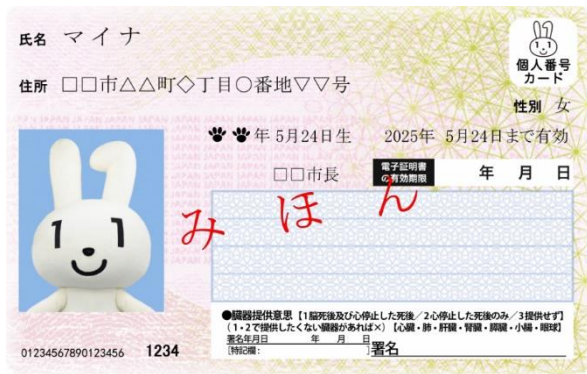 氏名 マイナ
個人番号
カード
住所 □□市△△町◇丁目○番地▽▽号
性別 女
年 5月24日生 2025年 5月24日まで有効
□□市長 電子証明書の有効期限 年 月 日
みほん
●臓器提供意思【1脳死後及び心停止した死後/2心停止した死後のみ/3提供せず】
(1・2で提供したくない臓器があれば×)【心臓・肺・肝臓・腎臓・膵臓・小腸・眼球】
署名年月日 年 月 日
[特記欄: ]署名
01234567890123456 1234